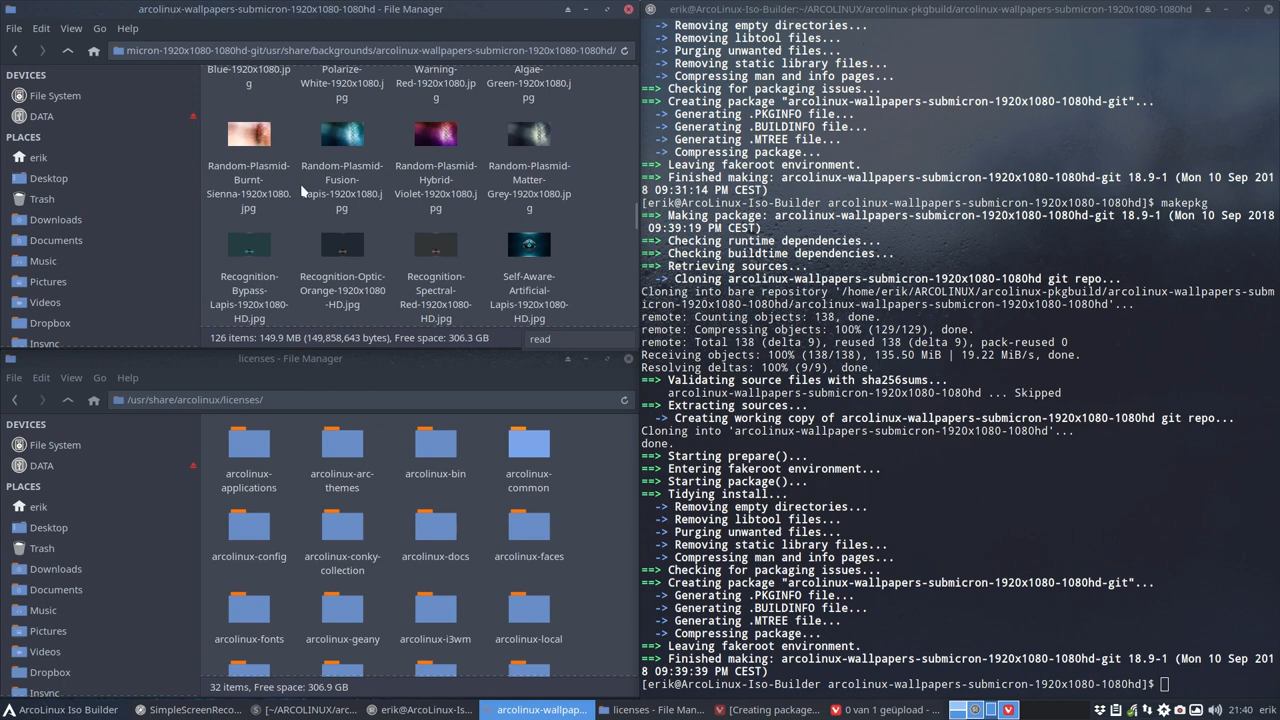 arcolinux-wallpapers-submicron-1920x1080-1080hd - File Manager
File Edit View Go Help
micron-1920x1080-1080hd-git/usr/share/backgrounds/arcolinux-wallpapers-submicron-1920x1080-1080hd/
DEVICES
File System
DATA
PLACES
erik
Desktop
Trash
Downloads
Documents
Music
Pictures
Videos
Dropbox
Insync
Blue-1920x1080.jp
g
Polarize-
White-1920x1080.j
pg
Warning-
Red-1920x1080.j
pg
Algae-
Green-1920x1080.j
pg
Random-Plasmid-
Burnt-
Sienna-1920x1080.
jpg
Random-Plasmid-
Fusion-
Lapis-1920x1080.j
pg
Random-Plasmid-
Hybrid-
Violet-1920x1080.j
pg
Random-Plasmid-
Matter-
Grey-1920x1080.jp
g
Recognition-
Bypass-
Lapis-1920x1080-
HD.jpg
Recognition-Optic-
Orange-1920x1080
-HD.jpg
Recognition-
Spectral-
Red-1920x1080-
HD.jpg
Self-Aware-
Artificial-
Lapis-1920x1080-
HD.jpg
126 items: 149.9 MB (149,858,643 bytes), Free space: 306.3 GB
read
licenses - File Manager
File Edit View Go Help
/usr/share/arcolinux/licenses/
DEVICES
File System
DATA
PLACES
erik
Desktop
Trash
Downloads
Documents
Music
Pictures
Videos
Dropbox
Insync
arcolinux-
applications
arcolinux-arc-
themes
arcolinux-bin
arcolinux-
common
arcolinux-config
arcolinux-conky-
collection
arcolinux-docs
arcolinux-faces
arcolinux-fonts
arcolinux-geany
arcolinux-i3wm
arcolinux-local
32 items, Free space: 306.9 GB
erik@ArcoLinux-Iso-Builder:~/ARCOLINUX/arcolinux-pkgbuild/arcolinux-wallpapers-submicron-1920x1080-1080hd
-> Removing empty directories...
-> Removing libtool files...
-> Purging unwanted files...
-> Removing static library files...
-> Compressing man and info pages...
==> Checking for packaging issues...
==> Creating package "arcolinux-wallpapers-submicron-1920x1080-1080hd-git"...
-> Generating .PKGINFO file...
-> Generating .BUILDINFO file...
-> Generating .MTREE file...
-> Compressing package...
==> Leaving fakeroot environment.
==> Finished making: arcolinux-wallpapers-submicron-1920x1080-1080hd-git 18.9-1 (Mon 10 Sep 201
8 09:31:14 PM CEST)
[erik@ArcoLinux-Iso-Builder arcolinux-wallpapers-submicron-1920x1080-1080hd]$ makepkg
==> Making package: arcolinux-wallpapers-submicron-1920x1080-1080hd-git 18.9-1 (Mon 10 Sep 2018
09:39:19 PM CEST)
==> Checking runtime dependencies...
==> Checking buildtime dependencies...
==> Retrieving sources...
-> Cloning arcolinux-wallpapers-submicron-1920x1080-1080hd git repo...
Cloning into bare repository '/home/erik/ARCOLINUX/arcolinux-pkgbuild/arcolinux-wallpapers-subm
icron-1920x1080-1080hd/arcolinux-wallpapers-submicron-1920x1080-1080hd'...
remote: Counting objects: 138, done.
remote: Compressing objects: 100% (129/129), done.
remote: Total 138 (delta 9), reused 138 (delta 9), pack-reused 0
Receiving objects: 100% (138/138), 135.50 MiB | 19.22 MiB/s, done.
Resolving deltas: 100% (9/9), done.
==> Validating source files with sha256sums...
arcolinux-wallpapers-submicron-1920x1080-1080hd ... Skipped
==> Extracting sources...
-> Creating working copy of arcolinux-wallpapers-submicron-1920x1080-1080hd git repo...
Cloning into 'arcolinux-wallpapers-submicron-1920x1080-1080hd'...
done.
==> Starting prepare()...
==> Entering fakeroot environment...
==> Starting package()...
==> Tidying install...
-> Removing empty directories...
-> Removing libtool files...
-> Purging unwanted files...
-> Removing static library files...
-> Compressing man and info pages...
==> Checking for packaging issues...
==> Creating package "arcolinux-wallpapers-submicron-1920x1080-1080hd-git"...
-> Generating .PKGINFO file...
-> Generating .BUILDINFO file...
-> Generating .MTREE file...
-> Compressing package...
==> Leaving fakeroot environment.
==> Finished making: arcolinux-wallpapers-submicron-1920x1080-1080hd-git 18.9-1 (Mon 10 Sep 201
8 09:39:39 PM CEST)
[erik@ArcoLinux-Iso-Builder arcolinux-wallpapers-submicron-1920x1080-1080hd]$
ArcoLinux Iso Builder
SimpleScreenReco...
[~/ARCOLINUX/arc...
erik@ArcoLinux-Is...
arcolinux-wallpap...
licenses - File Man...
[Creating package...
0 van 1 geüpload - ...
21:40 erik